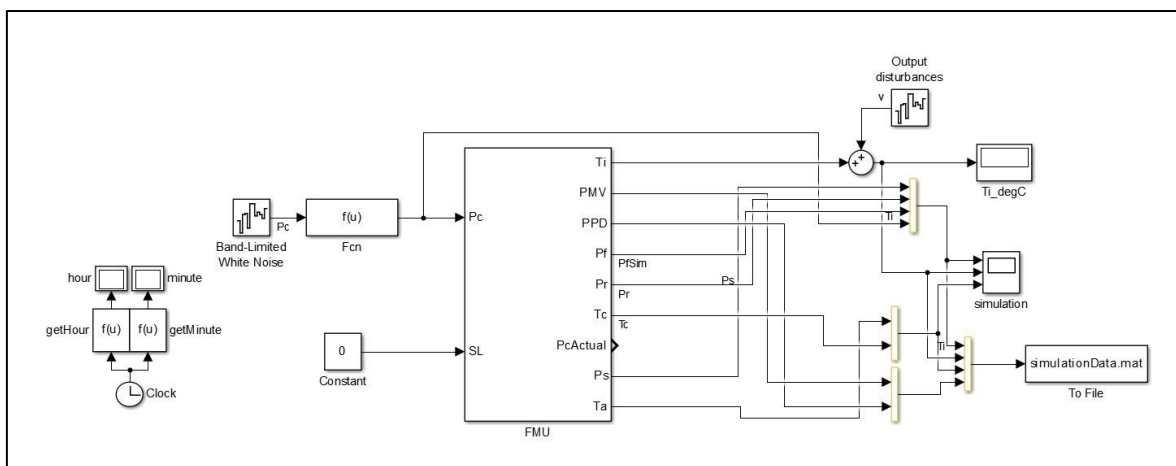 Output
disturbances
v
Ti
PMV
Ti_degC
PPD
Pc
f(u)
Pc
Ti
Band-Limited
White Noise
Fcn
Pf
PfSim
hour
minute
Pr
Pr
Ps
simulation
getHour
f(u)
f(u)
getMinute
Tc
Tc
PcActual
Ti
0
SL
simulationData.mat
Constant
Ps
To File
Clock
Ta
FMU